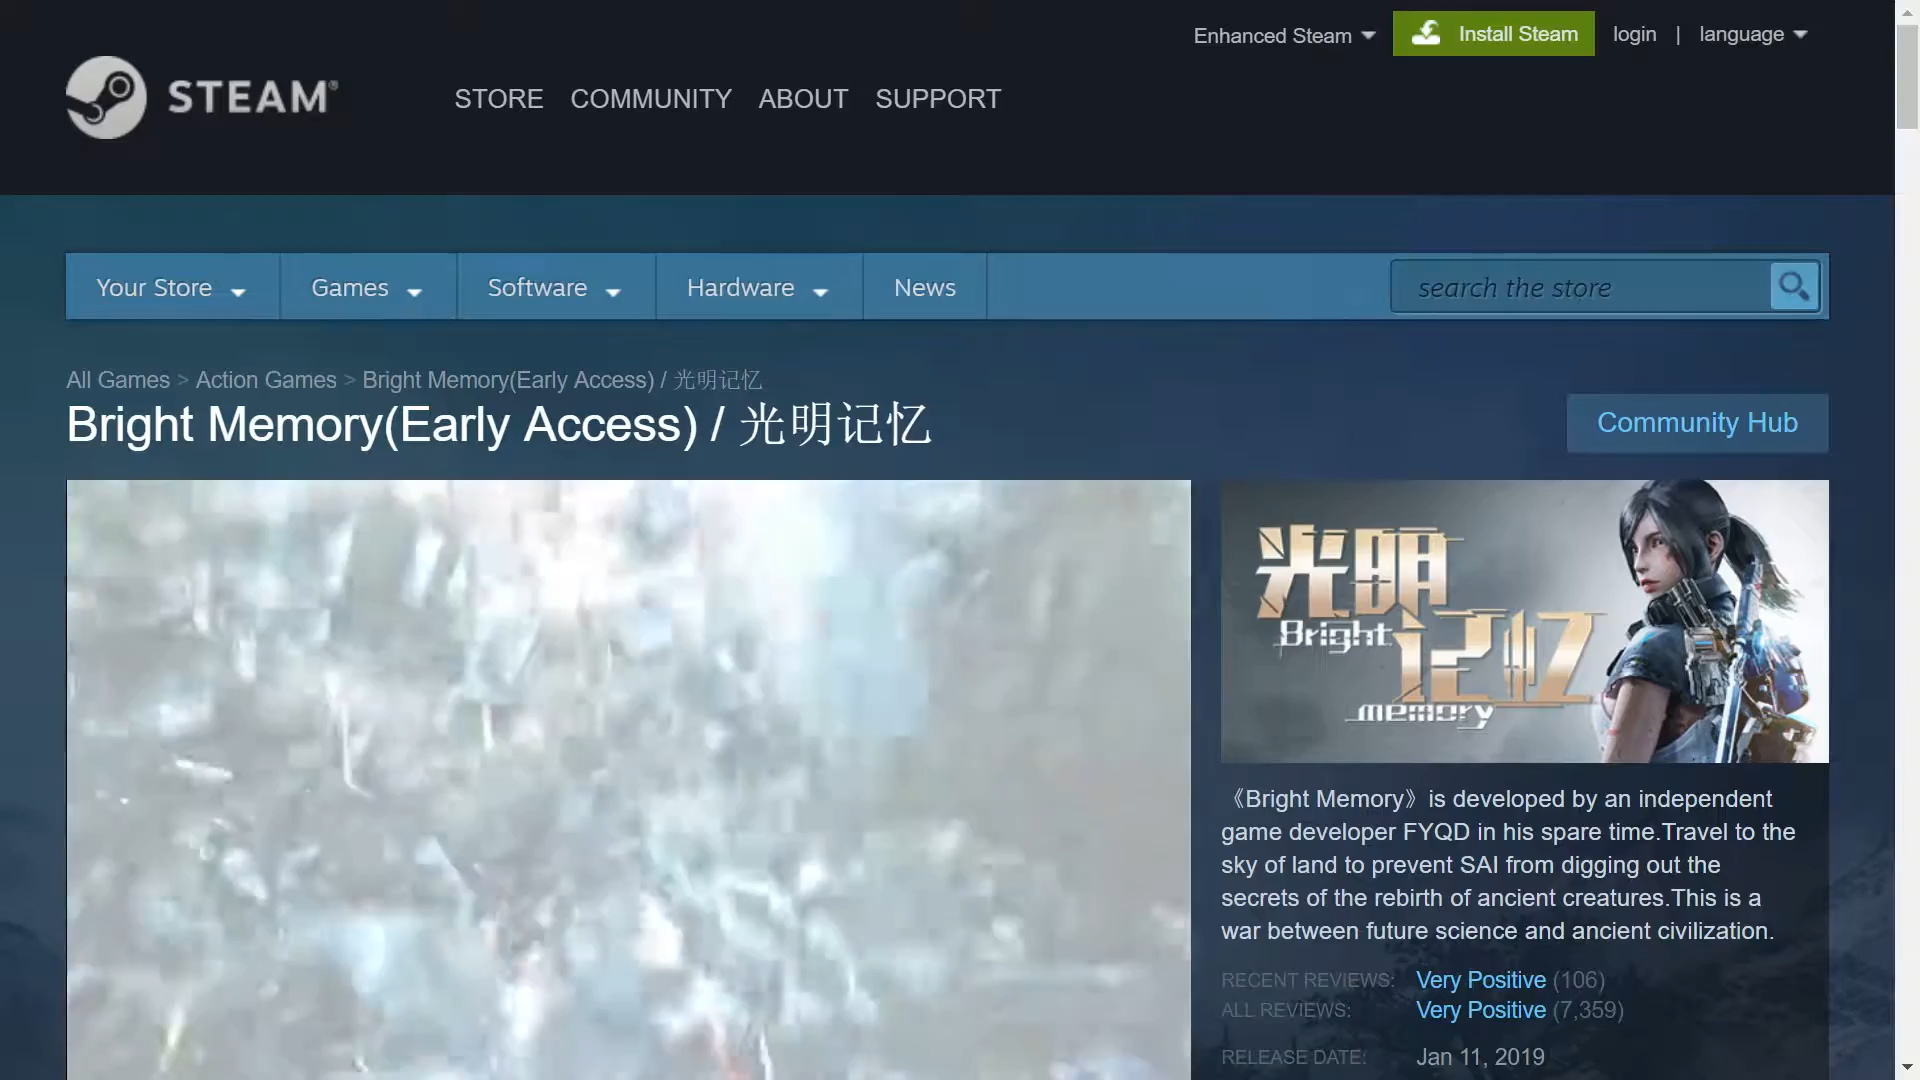 Enhanced Steam
Install Steam
login | language
STEAM®
STORE COMMUNITY ABOUT SUPPORT
Your Store Games Software Hardware News
search the store
All Games > Action Games > Bright Memory(Early Access) / 光明记忆
Bright Memory(Early Access) / 光明记忆
Community Hub
光明
Bright
记忆
memory
《Bright Memory》is developed by an independent
game developer FYQD in his spare time.Travel to the
sky of land to prevent SAI from digging out the
secrets of the rebirth of ancient creatures.This is a
war between future science and ancient civilization.
RECENT REVIEWS: Very Positive (106)
ALL REVIEWS: Very Positive (7,359)
RELEASE DATE: Jan 11, 2019